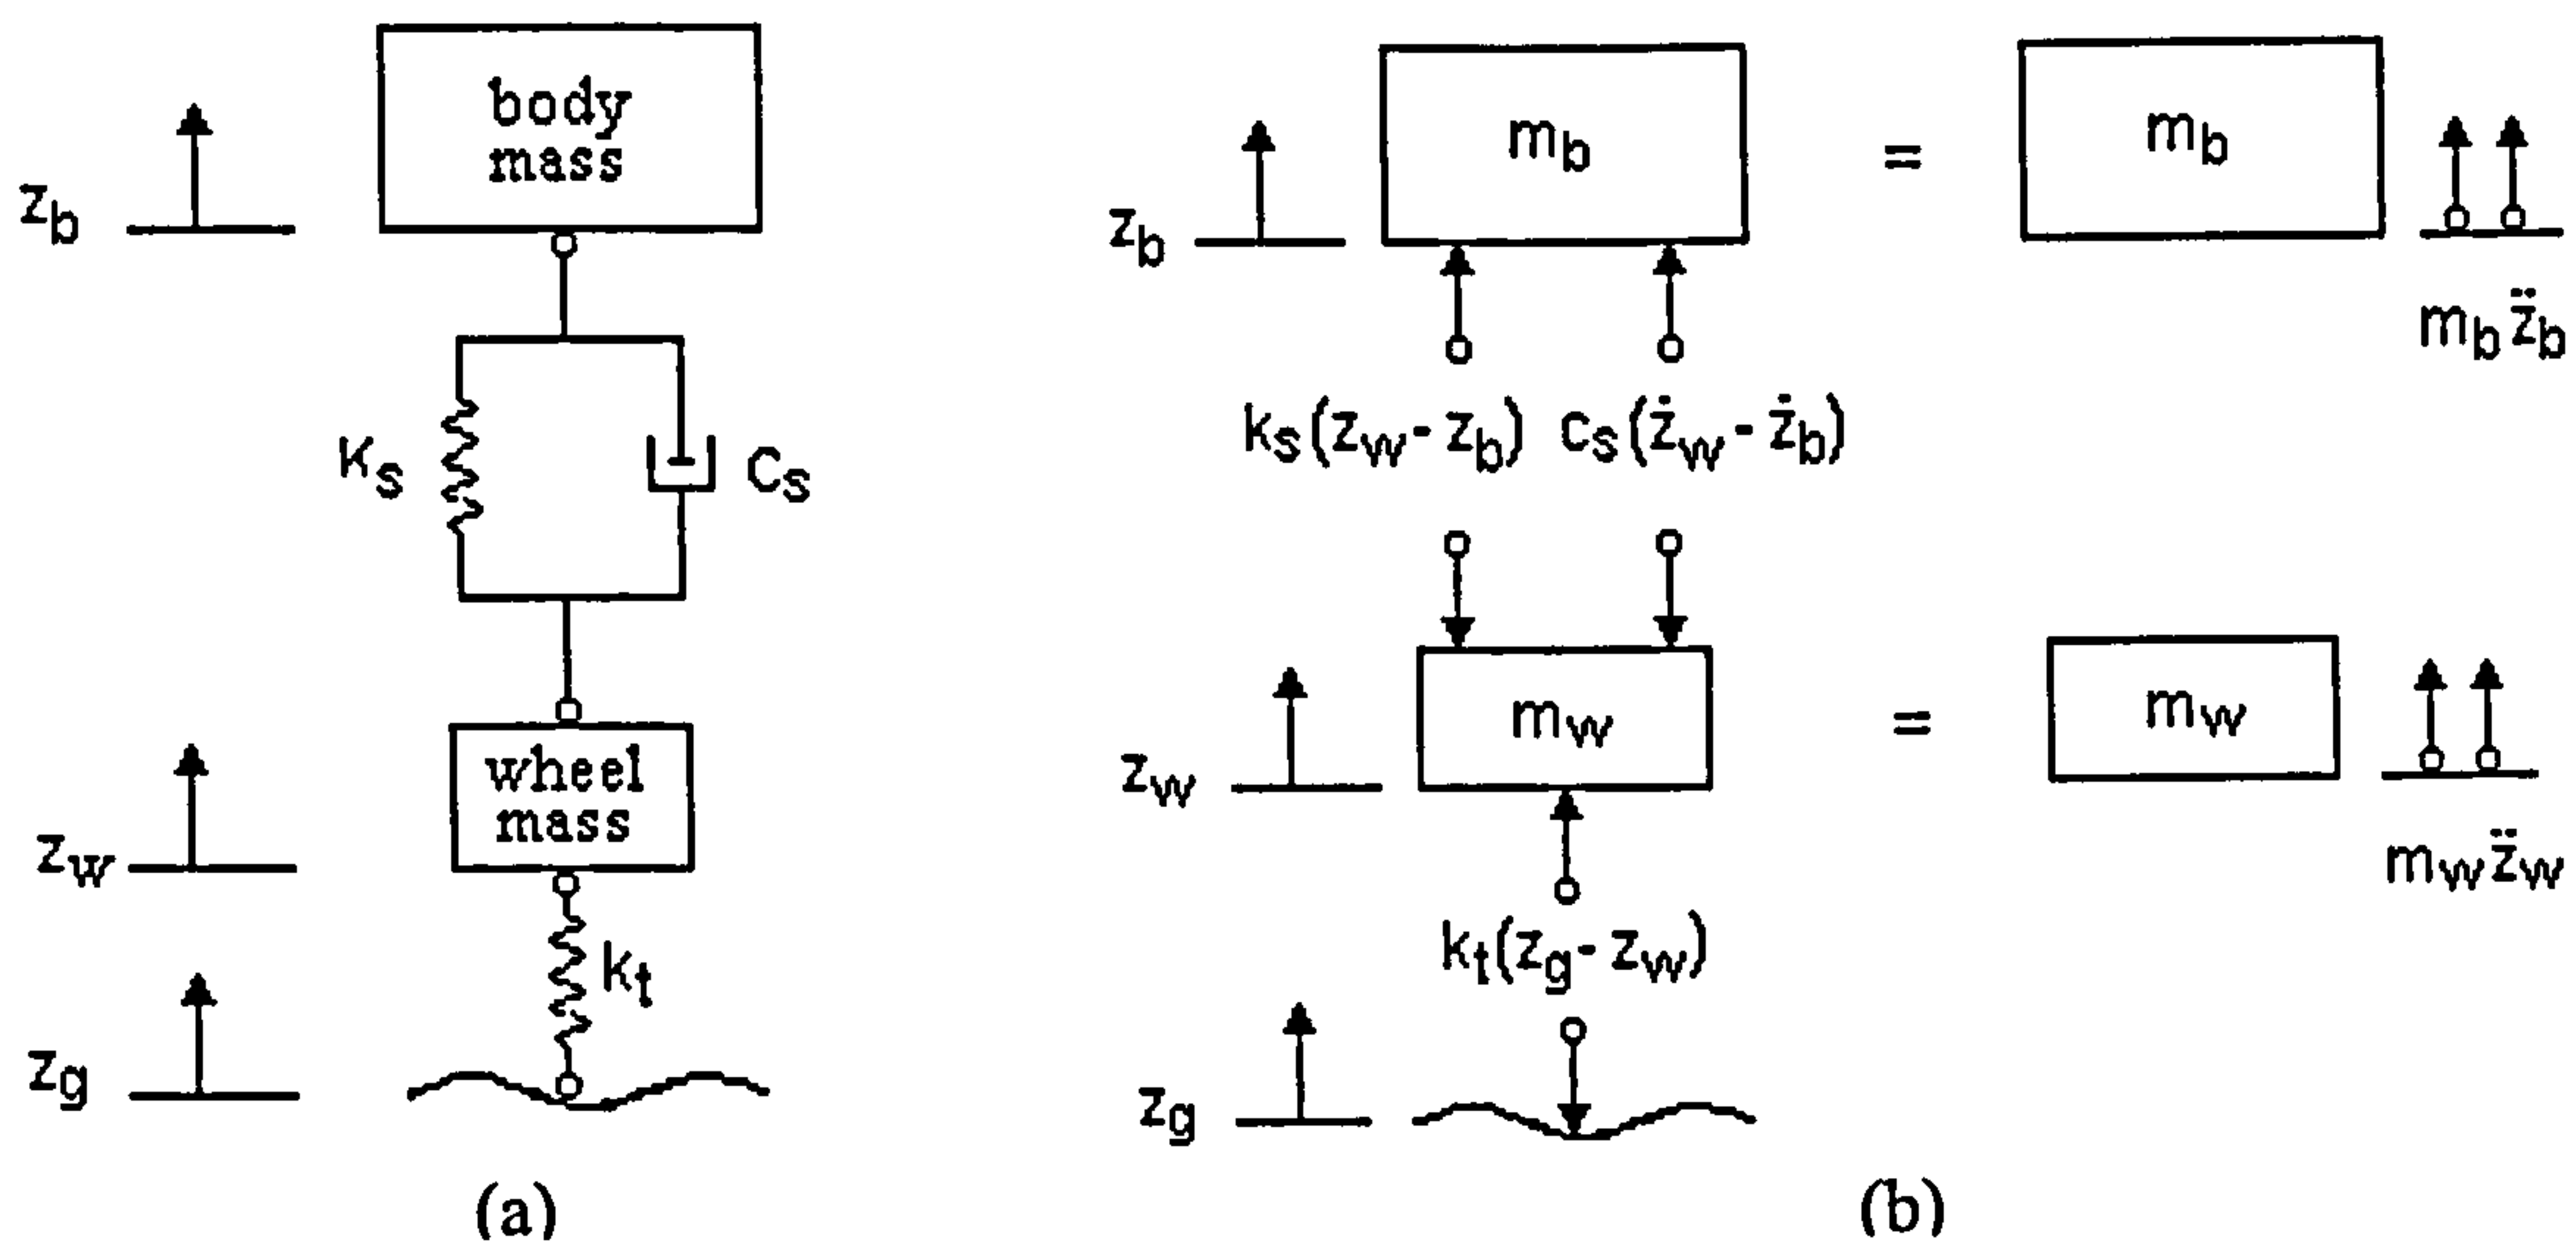 body
mass
z_b
K_s
C_s
wheel
mass
z_w
k_t
z_g
(a)
m_b
=
m_b
z_b
m_b z̈_b
k_s(z_w - z_b) c_s(ż_w - ż_b)
m_w
=
m_w
z_w
m_w z̈_w
k_t(z_g - z_w)
z_g
(b)